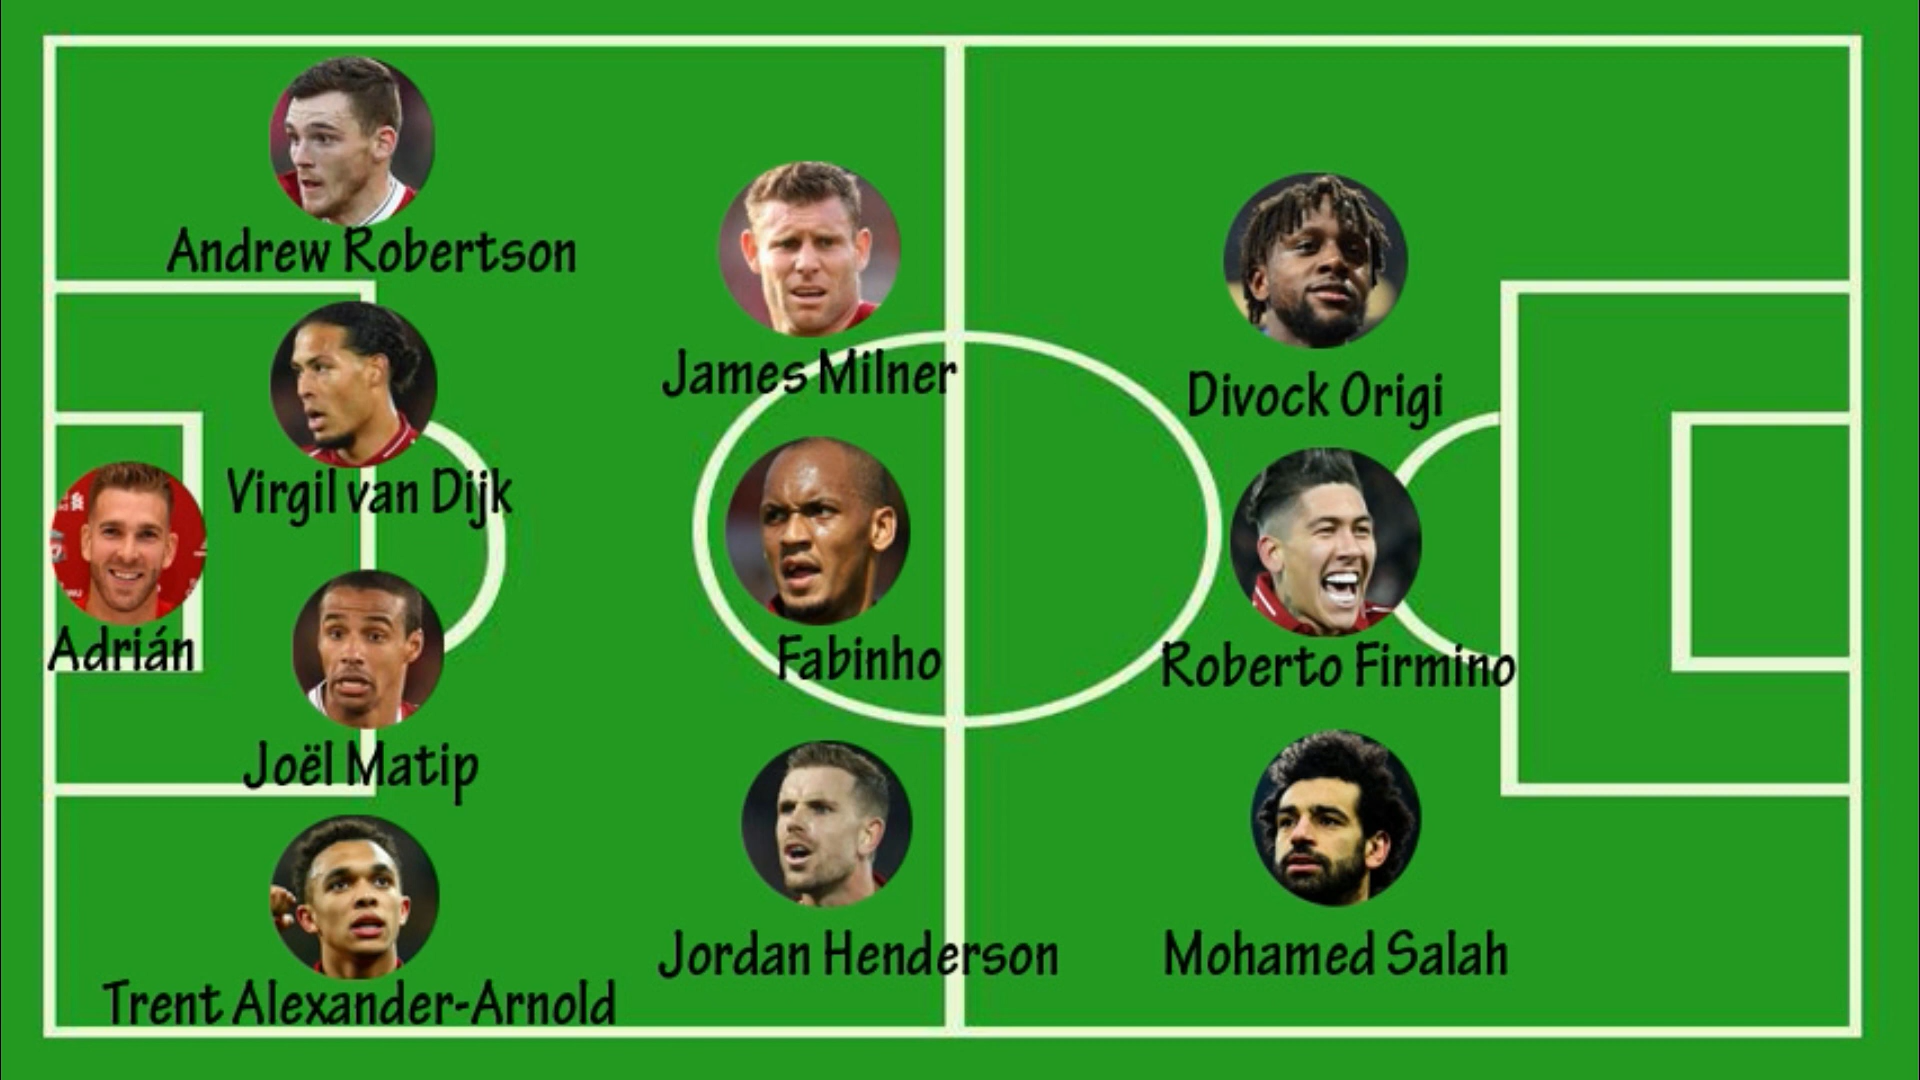 Andrew Robertson
James Milner
Divock Origi
Virgil van Dijk
Adrián
Fabinho
Roberto Firmino
Joël Matip
Jordan Henderson
Mohamed Salah
Trent Alexander-Arnold